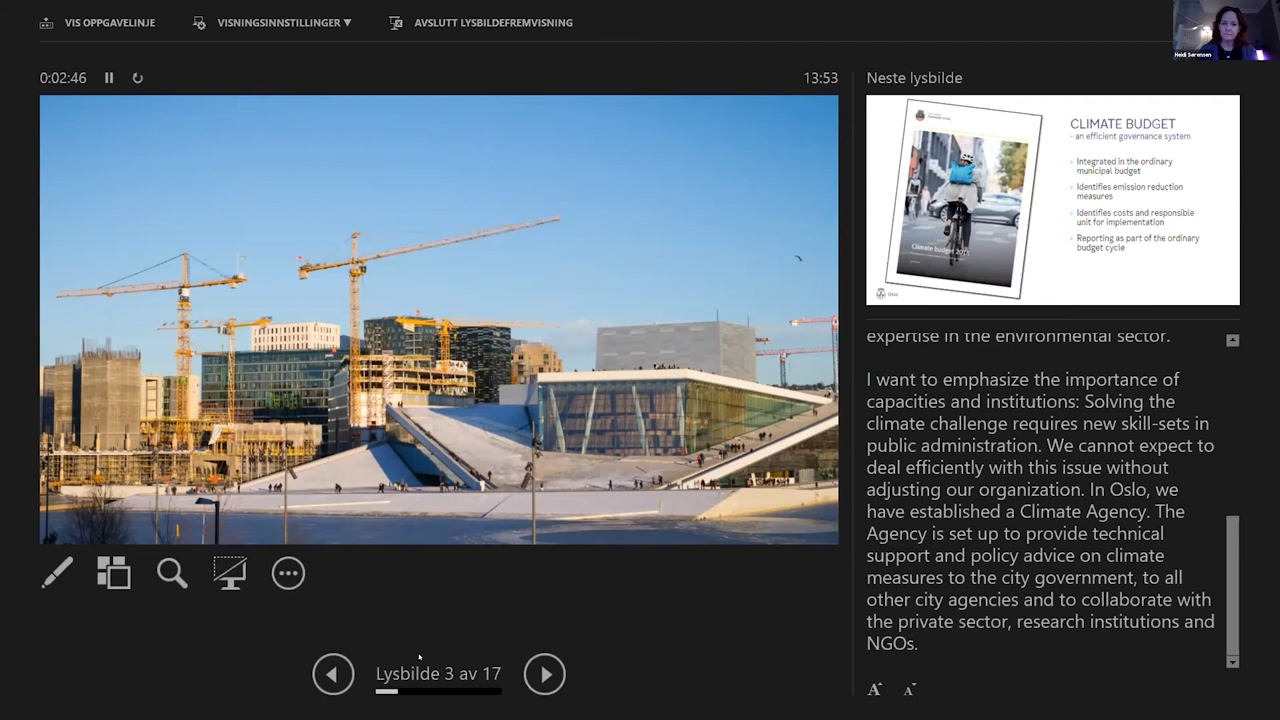 VIS OPPGAVELINJE
VISNINGSINNSTILLINGER ▼
AVSLUTT LYSBILDEFREMVISNING
Heidi Sørensen
0:02:46
13:53
Neste lysbilde
CLIMATE BUDGET
- an efficient governance system
Integrated in the ordinary
municipal budget
Identifies emission reduction
measures
Identifies costs and responsible
unit for implementation
Reporting as part of the ordinary
budget cycle
Climate budget
Oslo
expertise in the environmental sector.
I want to emphasize the importance of
capacities and institutions: Solving the
climate challenge requires new skill-sets in
public administration. We cannot expect to
deal efficiently with this issue without
adjusting our organization. In Oslo, we
have established a Climate Agency. The
Agency is set up to provide technical
support and policy advice on climate
measures to the city government, to all
other city agencies and to collaborate with
the private sector, research institutions and
NGOs.
Lysbilde 3 av 17
A A